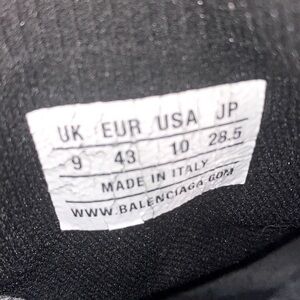 UK EUR USA JP
9 43 10 28.5
MADE IN ITALY
WWW.BALENCIAGA.COM